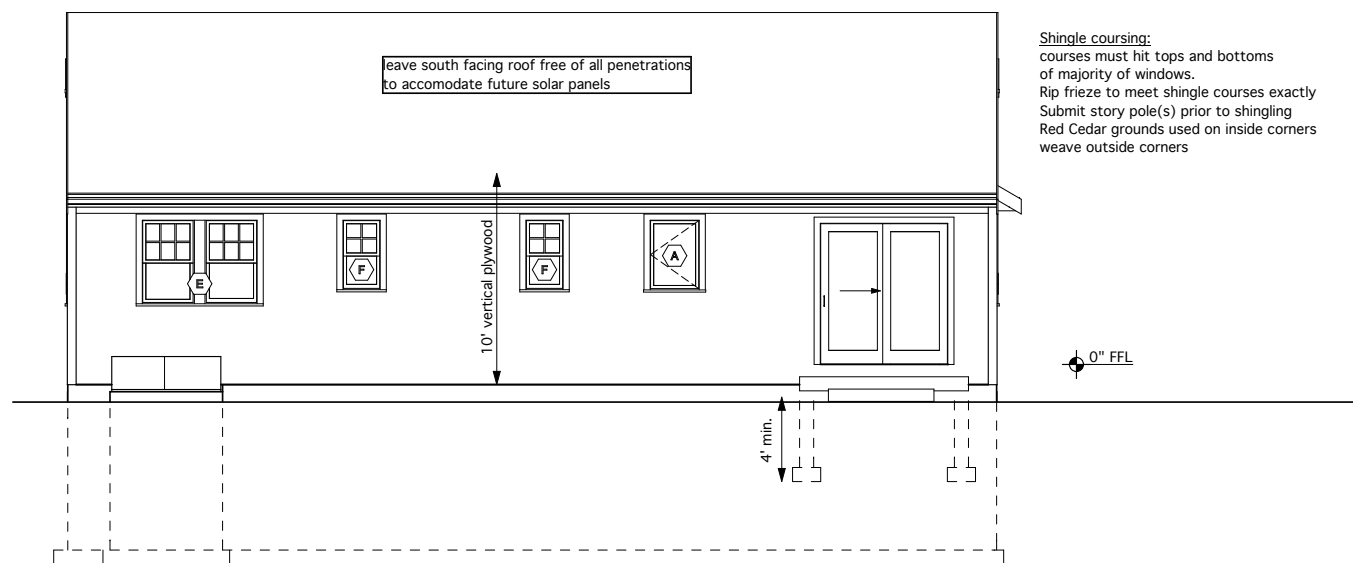 leave south facing roof free of all penetrations
to accomodate future solar panels
Shingle coursing:
courses must hit tops and bottoms
of majority of windows.
Rip frieze to meet shingle courses exactly
Submit story pole(s) prior to shingling
Red Cedar grounds used on inside corners
weave outside corners
10' vertical plywood
E
F
F
A
0" FFL
4' min.